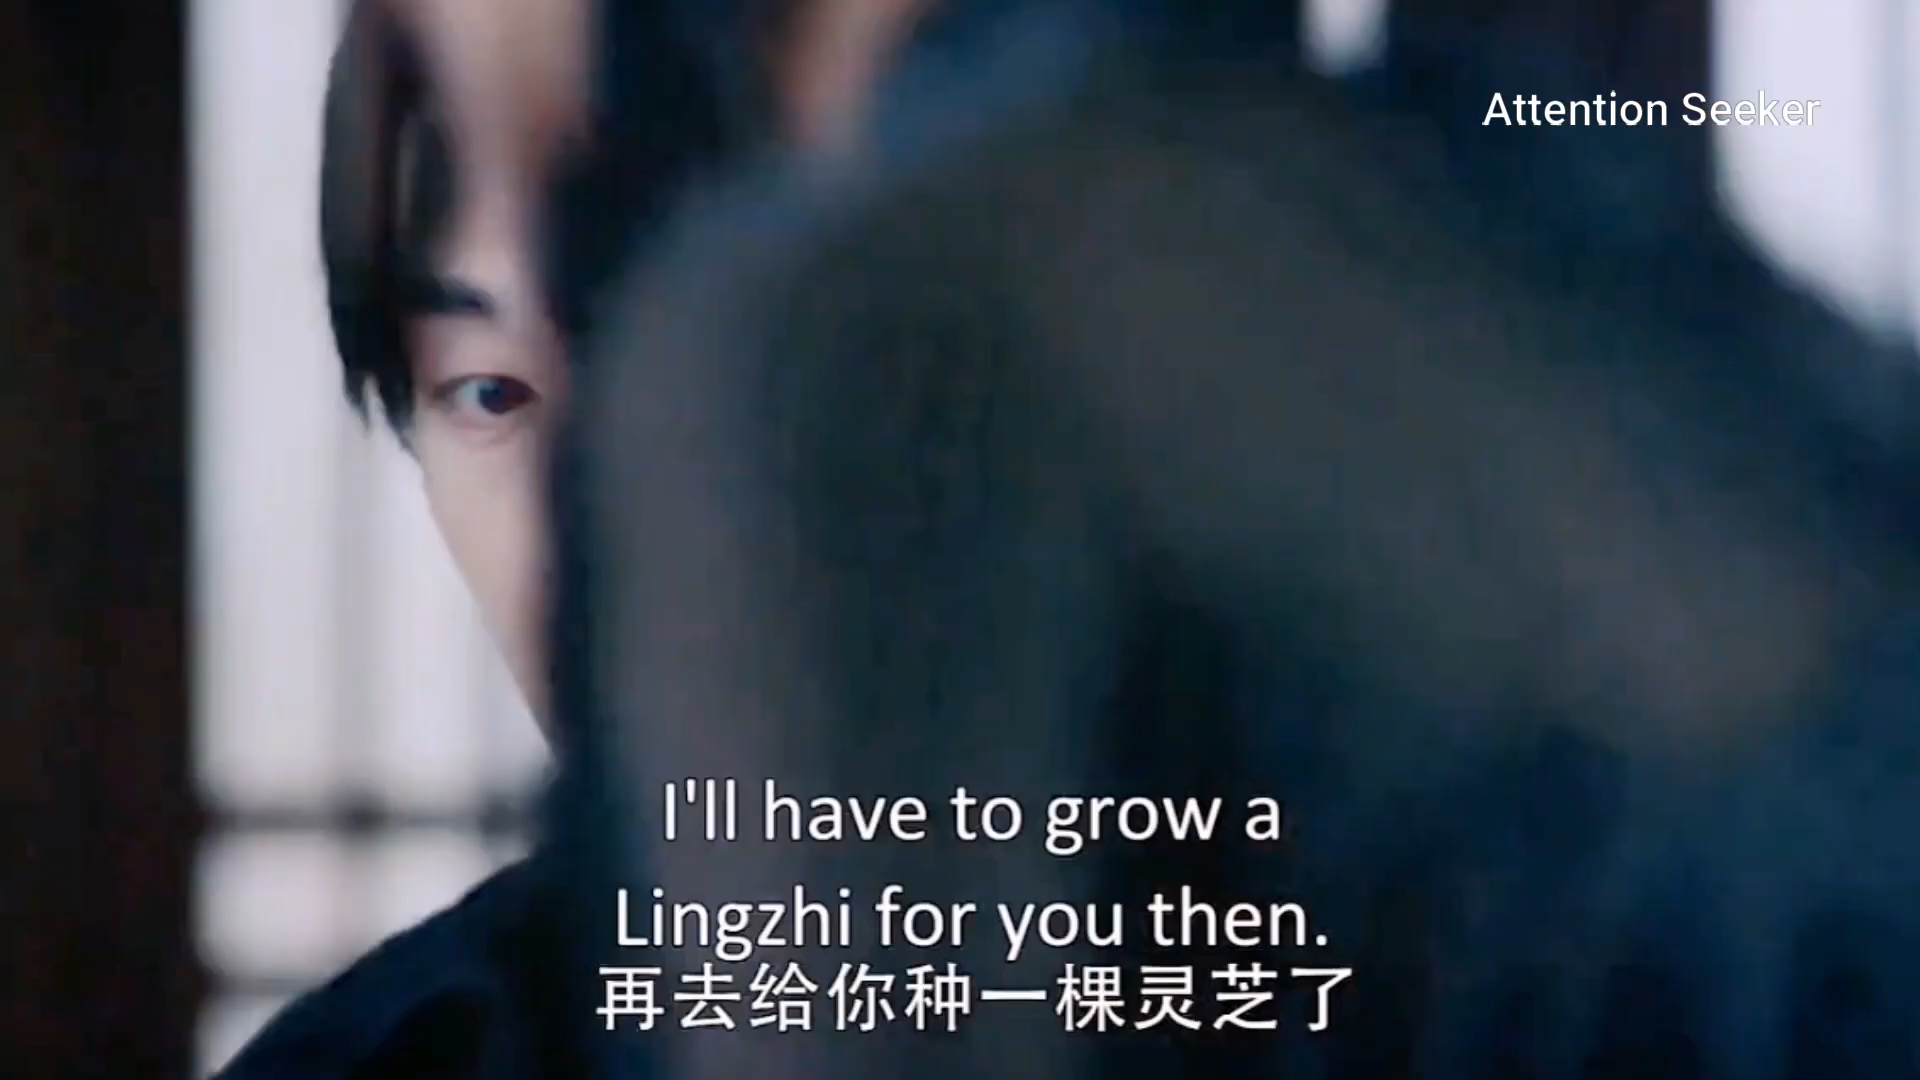 Attention Seeker
I'll have to grow a
Lingzhi for you then.
再去给你种一棵灵芝了